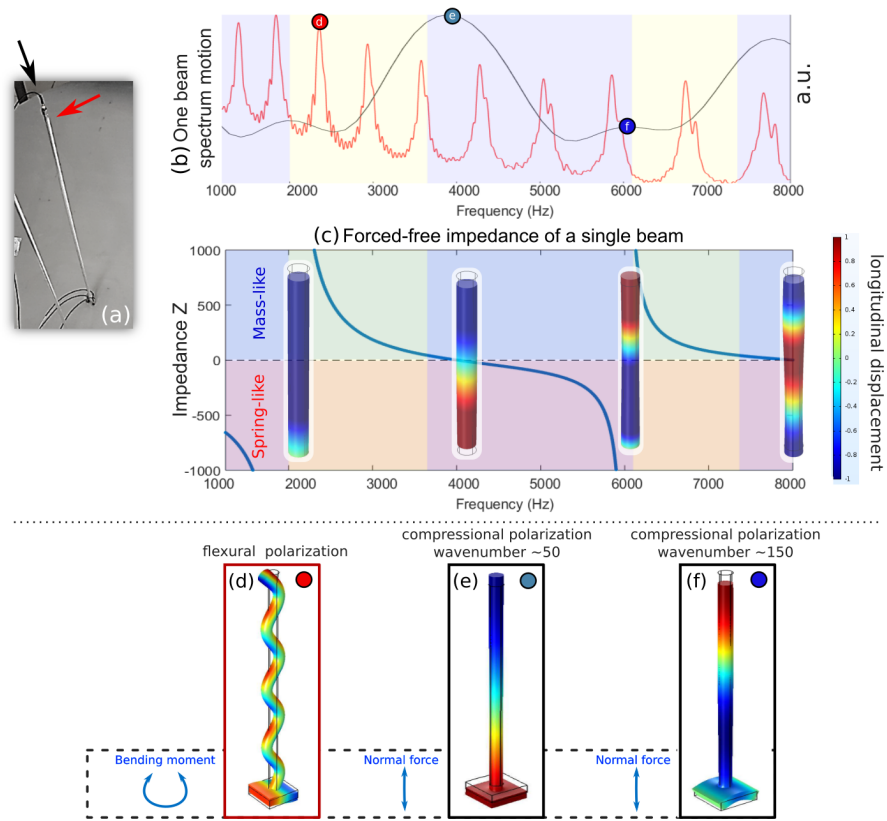 (a)
(b) One beam
spectrum motion
d
e
f
a.u.
1000 2000 3000 4000 5000 6000 7000 8000
Frequency (Hz)
(c) Forced-free impedance of a single beam
Impedance Z
Mass-like
Spring-like
1000
500
0
-500
-1000
1000 2000 3000 4000 5000 6000 7000 8000
Frequency (Hz)
1
0.8
0.6
0.4
0.2
0
-0.2
-0.4
-0.6
-0.8
-1
longitudinal displacement
flexural polarization
compressional polarization
wavenumber ~50
compressional polarization
wavenumber ~150
(d)
(e)
(f)
Bending moment
Normal force
Normal force